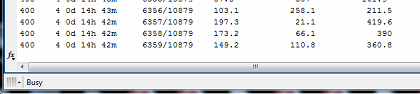 400 4 0d 14h 43m 6356/10879 103.1 258.1 211.5
400 4 0d 14h 42m 6357/10879 197.3 21.1 419.6
400 4 0d 14h 42m 6358/10879 173.2 66.1 390
400 4 0d 14h 42m 6359/10879 149.2 110.8 360.8
fx
Busy